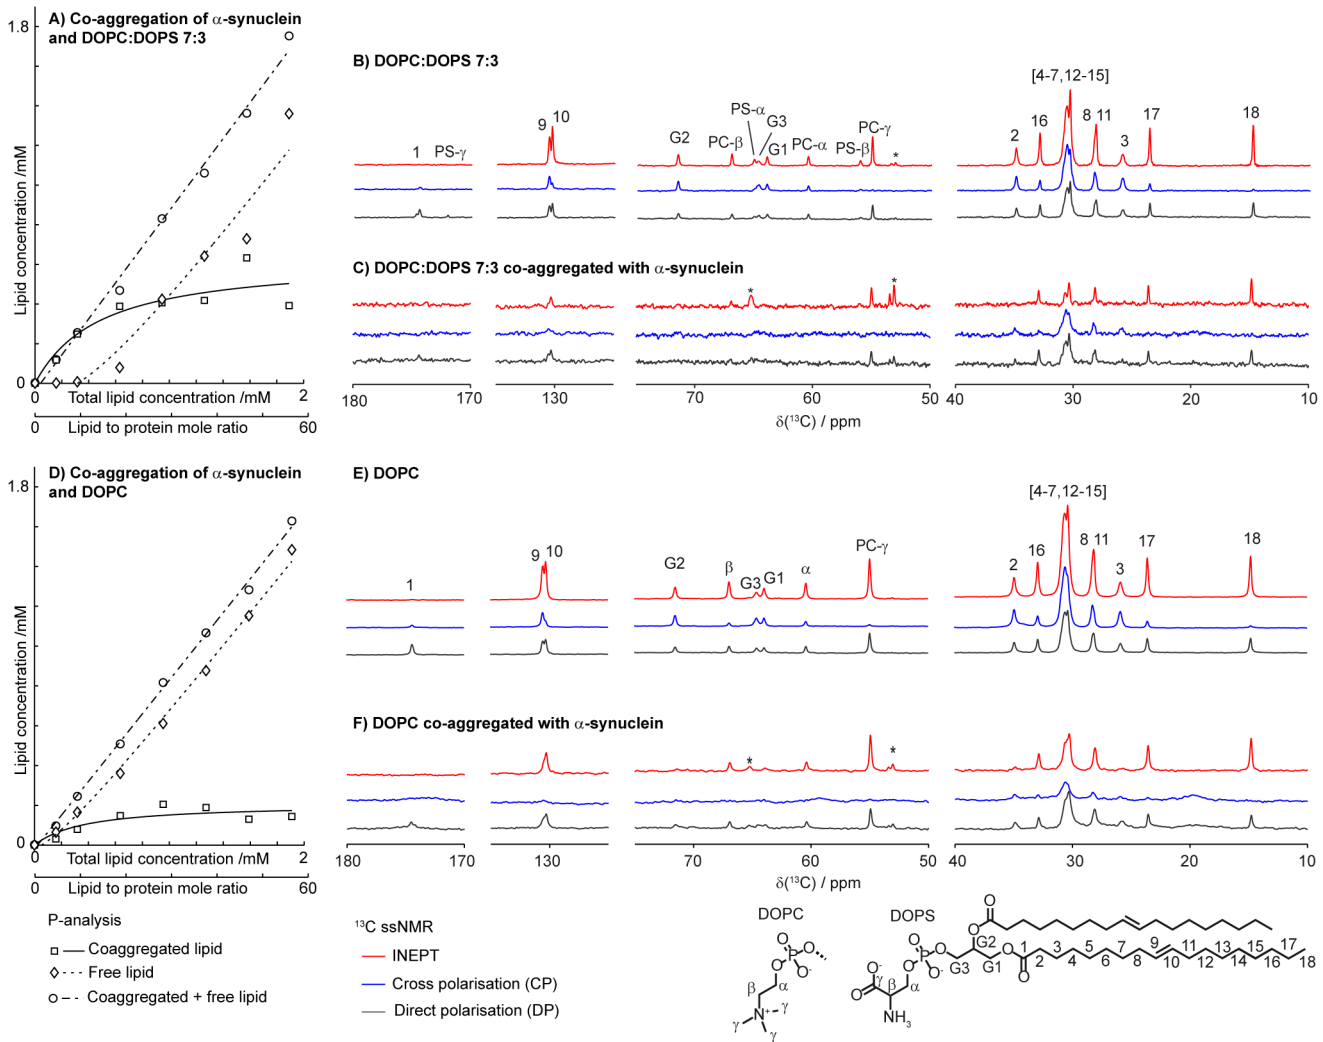 A) Co-aggregation of α-synuclein
and DOPC:DOPS 7:3
1.8
Lipid concentration /mM
0
Total lipid concentration /mM
2
Lipid to protein mole ratio
0
60
B) DOPC:DOPS 7:3
1
PS-γ
9
10
G2
PC-β
PS-α
G3
G1
PC-α
PS-β
PC-γ
*
2
16
[4-7,12-15]
8
11
3
17
18
C) DOPC:DOPS 7:3 co-aggregated with α-synuclein
*
*
180
170
130
70
60
50
40
30
20
10
δ(¹³C) / ppm
D) Co-aggregation of α-synuclein
and DOPC
1.8
Lipid concentration /mM
0
Total lipid concentration /mM
2
Lipid to protein mole ratio
0
60
E) DOPC
1
9
10
G2
β
G3
G1
α
PC-γ
2
16
[4-7,12-15]
8
11
3
17
18
F) DOPC co-aggregated with α-synuclein
*
*
180
170
130
70
60
50
40
30
20
10
δ(¹³C) / ppm
P-analysis
Coaggregated lipid
Free lipid
Coaggregated + free lipid
¹³C ssNMR
INEPT
Cross polarisation (CP)
Direct polarisation (DP)
DOPC
O
O P O
O-
O
β α
N+
γ γ γ
DOPS
O
O
O P O
O-
O
G2
G3
G1
O
O
O-
γ β α
O
NH3
1 3 5 7 9 11 13 15 17
2 4 6 8 10 12 14 16 18